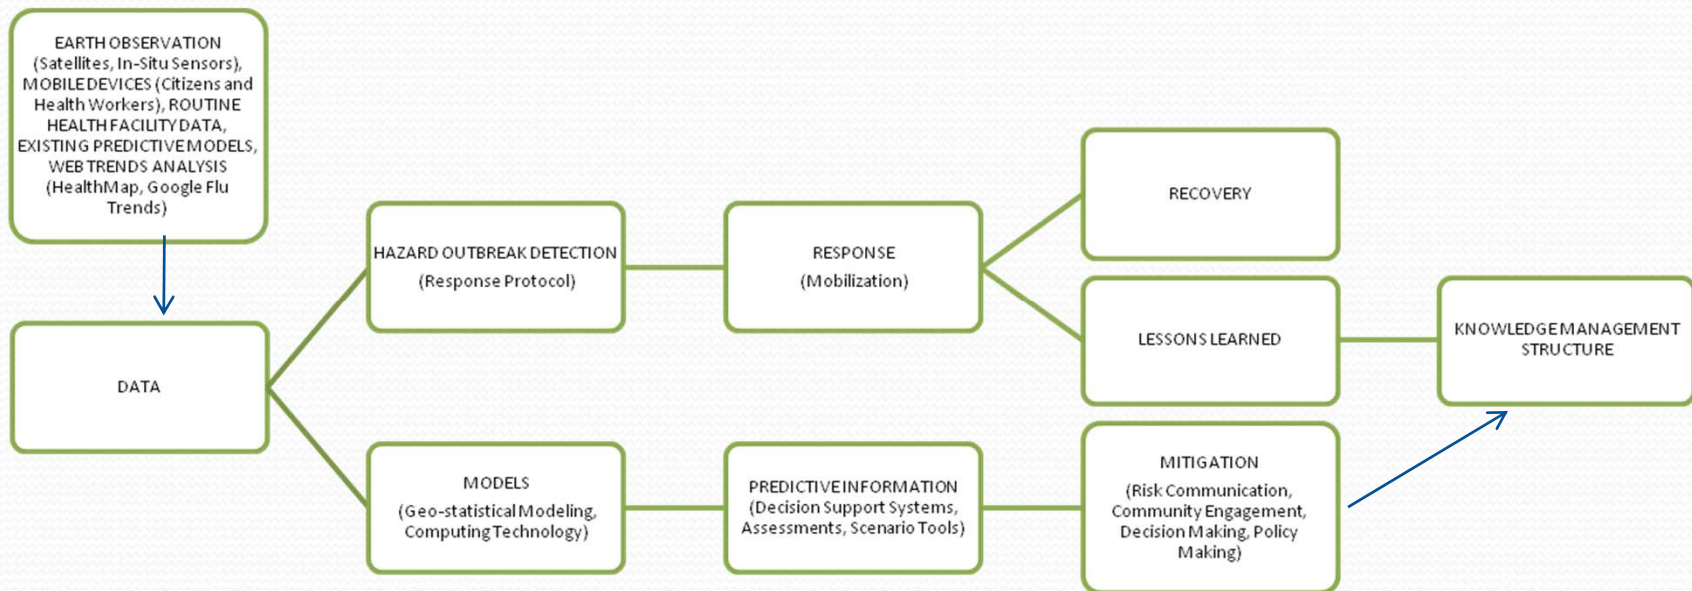 EARTH OBSERVATION
(Satellites, In-Situ Sensors),
MOBILE DEVICES (Citizens and
Health Workers), ROUTINE
HEALTH FACILITY DATA,
EXISTING PREDICTIVE MODELS,
WEB TRENDS ANALYSIS
(HealthMap, Google Flu
Trends)
DATA
HAZARD OUTBREAK DETECTION
(Response Protocol)
RESPONSE
(Mobilization)
RECOVERY
LESSONS LEARNED
KNOWLEDGE MANAGEMENT
STRUCTURE
MODELS
(Geo-statistical Modeling,
Computing Technology)
PREDICTIVE INFORMATION
(Decision Support Systems,
Assessments, Scenario Tools)
MITIGATION
(Risk Communication,
Community Engagement,
Decision Making, Policy
Making)